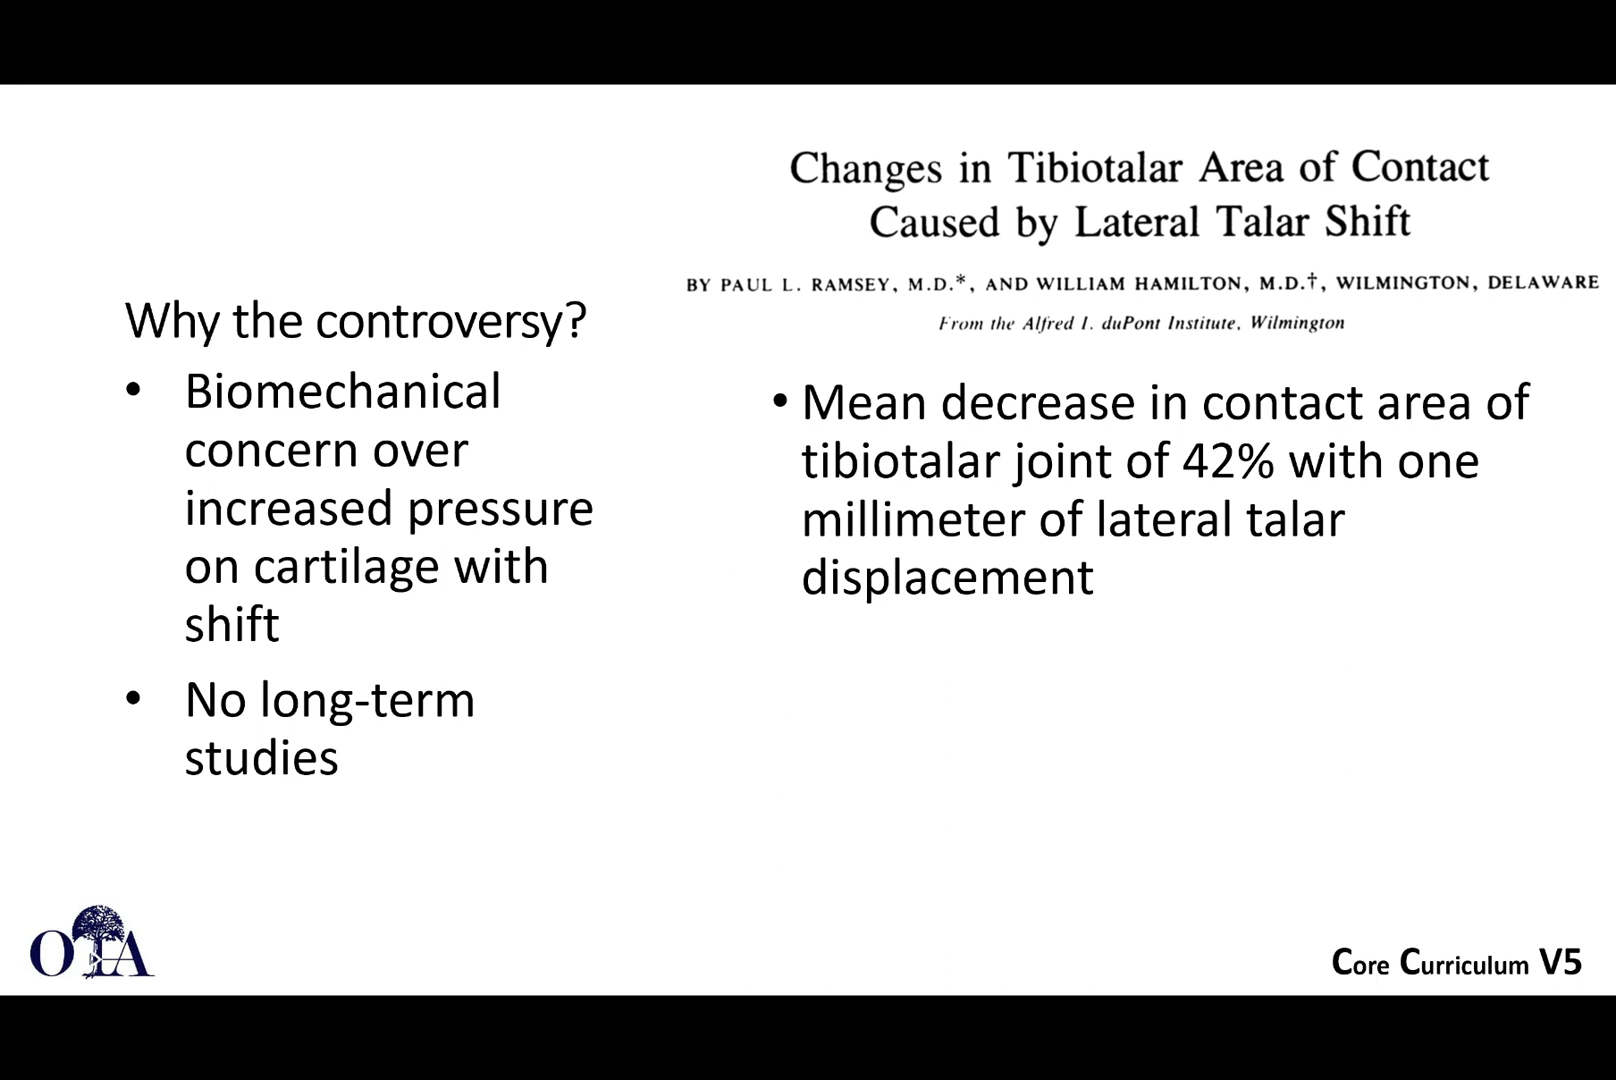 Changes in Tibiotalar Area of Contact
Caused by Lateral Talar Shift
BY PAUL L. RAMSEY, M.D.*, AND WILLIAM HAMILTON, M.D.†, WILMINGTON, DELAWARE
From the Alfred I. duPont Institute, Wilmington
Why the controversy?
• Biomechanical
concern over
increased pressure
on cartilage with
shift
• No long-term
studies
• Mean decrease in contact area of
tibiotalar joint of 42% with one
millimeter of lateral talar
displacement
OTA
Core Curriculum V5